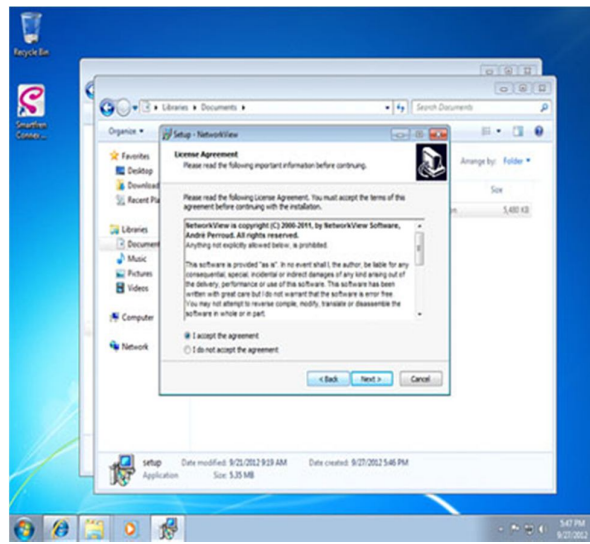 Recycle Bin
Smartfren
Connec...
Libraries ▸ Documents ▸
Search Documents
Organize
Setup - NetworkView
Favorites
Desktop
Download
Recent Pla
Libraries
Document
Music
Pictures
Videos
Computer
Network
License Agreement
Please read the following important information before continuing.
Please read the following License Agreement. You must accept the terms of this
agreement before continuing with the installation.
NetworkView is copyright (C) 2000-2011, by NetworkView Software,
André Perroud. All rights reserved.
Anything not explicitly allowed below, is prohibited.
This software is provided "as is". In no event shall I, the author, be liable for any
consequential, special, incidental or indirect damages of any kind arising out of
the delivery, performance or use of this software. This software has been
written with great care but I do not warrant that the software is error free.
You may not attempt to reverse compile, modify, translate or disassemble the
software in whole or in part.
I accept the agreement
I do not accept the agreement
< Back
Next >
Cancel
Arrange by: Folder
Size
on 5,480 KB
setup Date modified: 9/21/2012 9:19 AM Date created: 9/27/2012 5:46 PM
Application Size: 5.35 MB
5:47 PM
9/27/2012